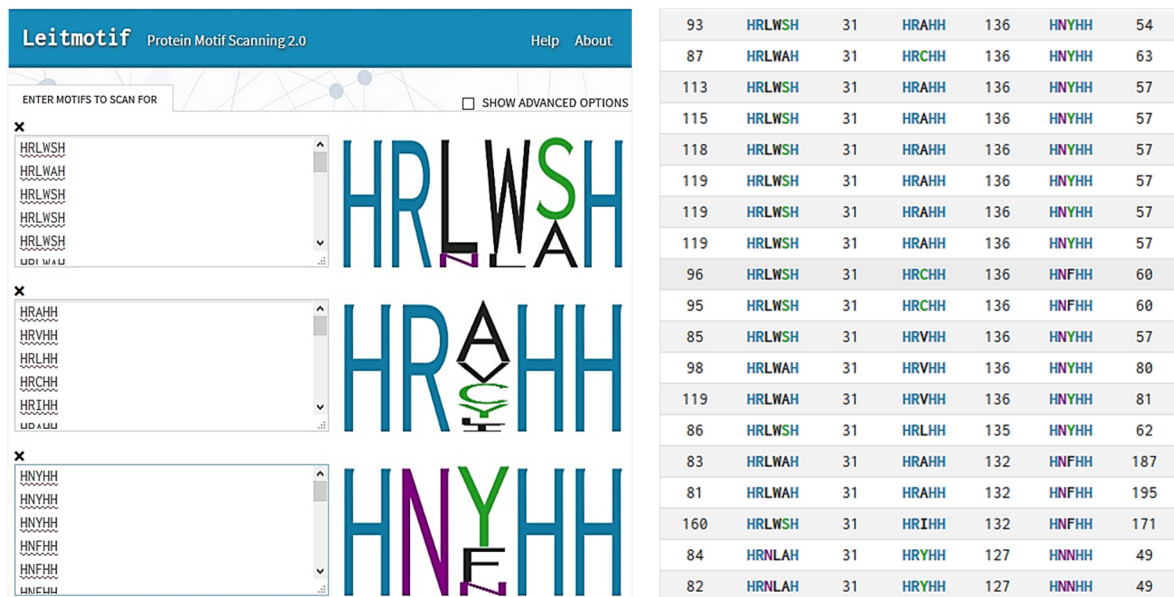 Leitmotif Protein Motif Scanning 2.0 Help About
ENTER MOTIFS TO SCAN FOR
SHOW ADVANCED OPTIONS
HRLWSH
HRLWAH
HRLWSH
HRLWSH
HRLWSH
HRLWAH
HRLWSH
A
HRAHH
HRVHH
HRLHH
HRCHH
HRIHH
HRAHH
HRAHH
V
C
Y
HNYHH
HNYHH
HNYHH
HNFHH
HNFHH
HNFHH
HNYHH
F
N
93 HRLWSH 31 HRAHH 136 HNYHH 54
87 HRLWAH 31 HRCHH 136 HNYHH 63
113 HRLWSH 31 HRAHH 136 HNYHH 57
115 HRLWSH 31 HRAHH 136 HNYHH 57
118 HRLWSH 31 HRAHH 136 HNYHH 57
119 HRLWSH 31 HRAHH 136 HNYHH 57
119 HRLWSH 31 HRAHH 136 HNYHH 57
119 HRLWSH 31 HRAHH 136 HNYHH 57
96 HRLWSH 31 HRCHH 136 HNFHH 60
95 HRLWSH 31 HRCHH 136 HNFHH 60
85 HRLWSH 31 HRVHH 136 HNYHH 57
98 HRLWAH 31 HRVHH 136 HNYHH 80
119 HRLWAH 31 HRVHH 136 HNYHH 81
86 HRLWSH 31 HRLHH 135 HNYHH 62
83 HRLWAH 31 HRAHH 132 HNFHH 187
81 HRLWAH 31 HRAHH 132 HNFHH 195
160 HRLWSH 31 HRIHH 132 HNFHH 171
84 HRNLAH 31 HRYHH 127 HNNHH 49
82 HRNLAH 31 HRYHH 127 HNNHH 49